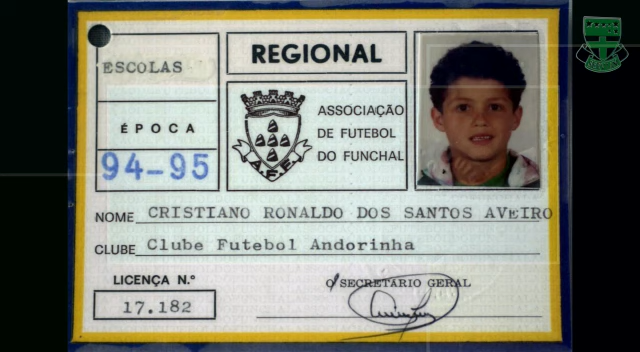 ESCOLAS
ÉPOCA
94-95
REGIONAL
A.F.F.
ASSOCIAÇÃO
DE FUTEBOL
DO FUNCHAL
NOME CRISTIANO RONALDO DOS SANTOS AVEIRO
CLUBE Clube Futebol Andorinha
LICENÇA N.º
17.182
O SECRETÁRIO GERAL